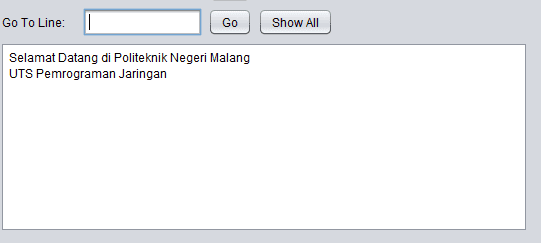 Go To Line: Go Show All
Selamat Datang di Politeknik Negeri Malang
UTS Pemrograman Jaringan